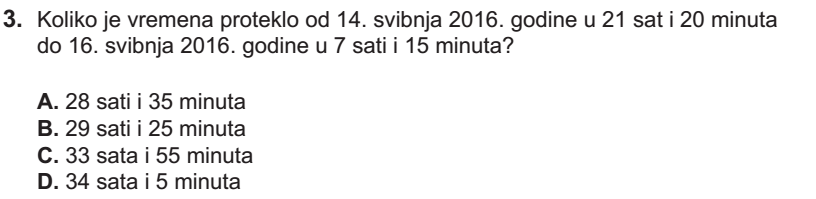 3. Koliko je vremena proteklo od 14. svibnja 2016. godine u 21 sat i 20 minuta
do 16. svibnja 2016. godine u 7 sati i 15 minuta?
A. 28 sati i 35 minuta
B. 29 sati i 25 minuta
C. 33 sata i 55 minuta
D. 34 sata i 5 minuta